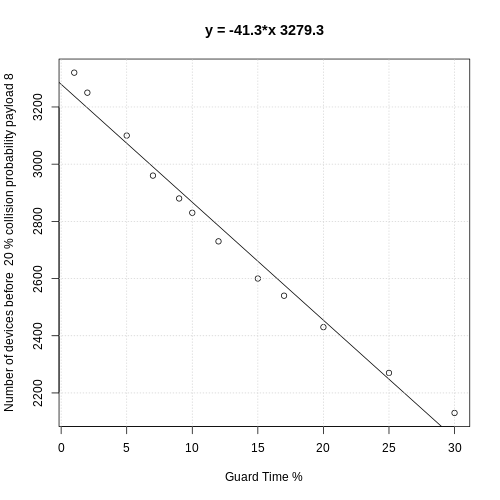 y = -41.3*x 3279.3
Number of devices before  20 % collision probability payload 8
3200
3000
2800
2600
2400
2200
0 5 10 15 20 25 30
Guard Time %